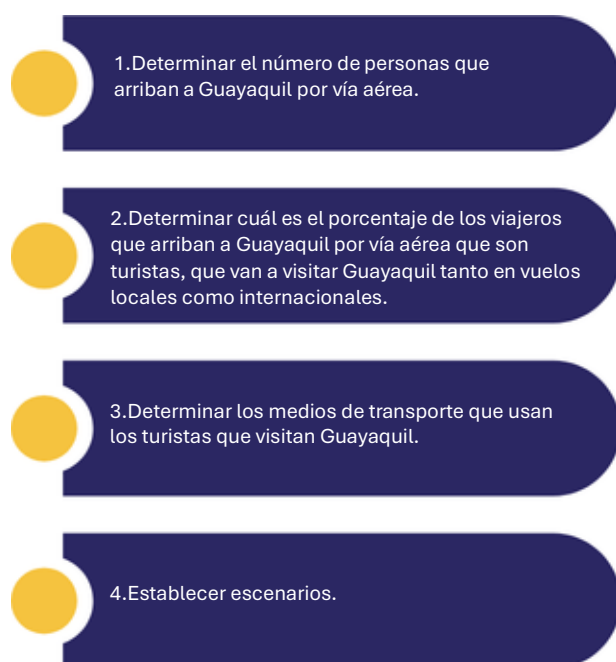 1.Determinar el número de personas que
arriban a Guayaquil por vía aérea.
2.Determinar cuál es el porcentaje de los viajeros
que arriban a Guayaquil por vía aérea que son
turistas, que van a visitar Guayaquil tanto en vuelos
locales como internacionales.
3.Determinar los medios de transporte que usan
los turistas que visitan Guayaquil.
4.Establecer escenarios.